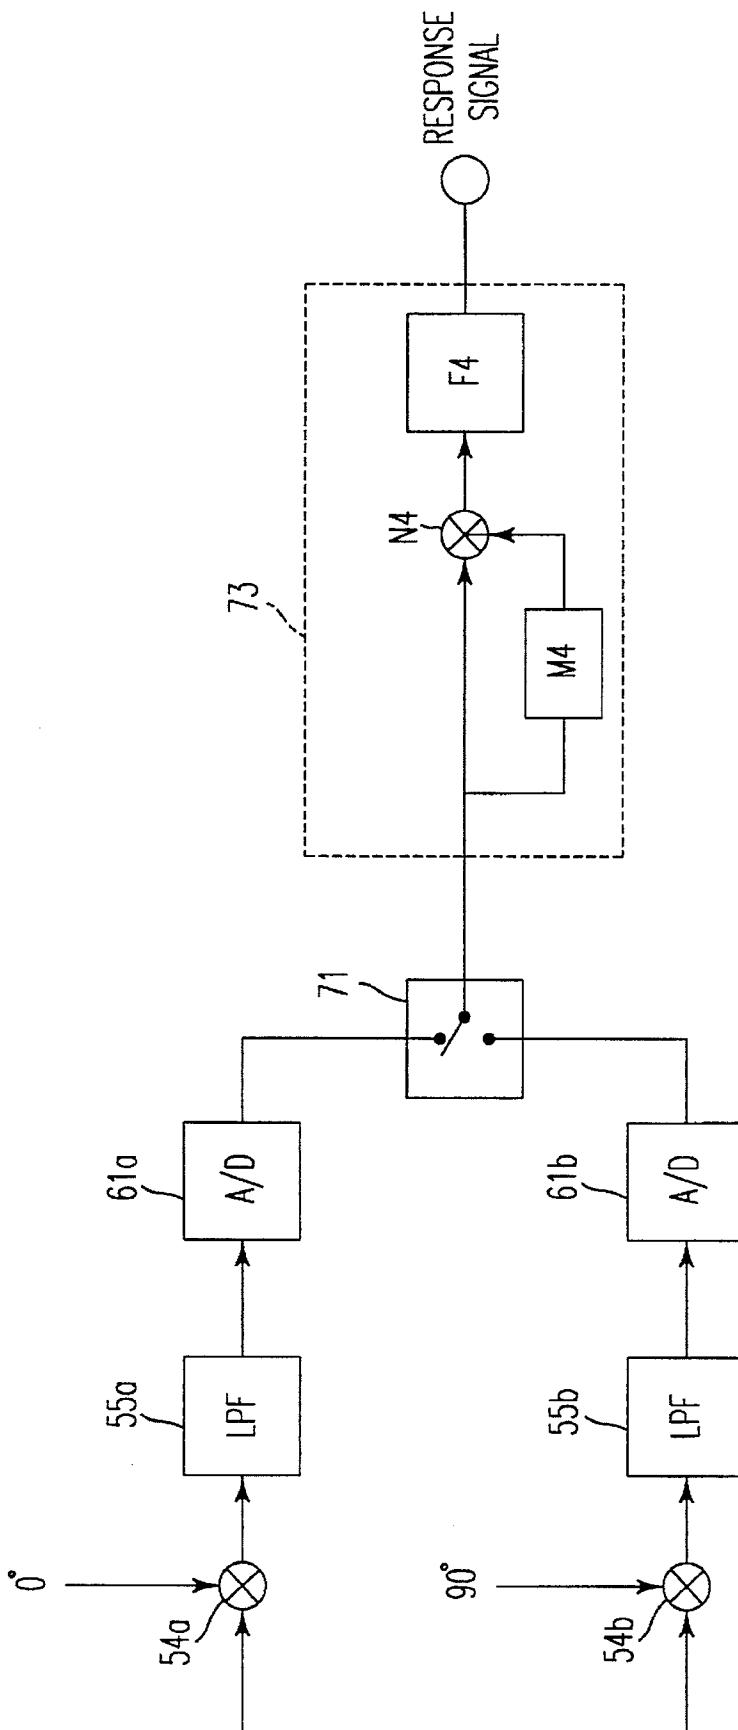 0°
54a
55a
LPF
61a
A/D
71
73
N4
M4
F4
RESPONSE
SIGNAL
90°
54b
55b
LPF
61b
A/D